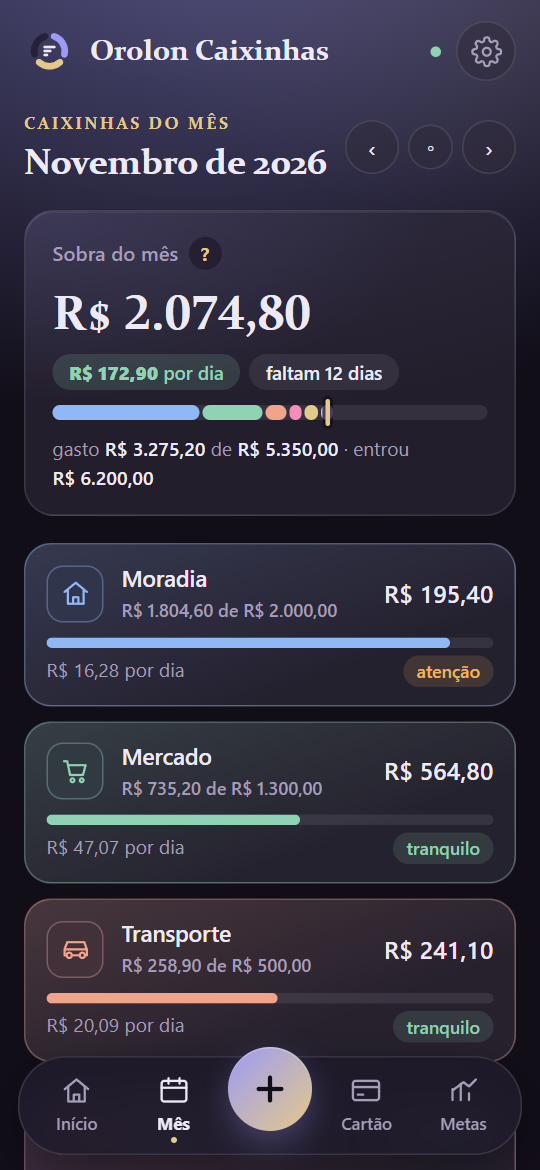 Orolon Caixinhas
CAIXINHAS DO MÊS
Novembro de 2026
Sobra do mês ?
R$ 2.074,80
R$ 172,90 por dia faltam 12 dias
gasto R$ 3.275,20 de R$ 5.350,00 · entrou
R$ 6.200,00
Moradia
R$ 195,40
R$ 1.804,60 de R$ 2.000,00
R$ 16,28 por dia
atenção
Mercado
R$ 564,80
R$ 735,20 de R$ 1.300,00
R$ 47,07 por dia
tranquilo
Transporte
R$ 241,10
R$ 258,90 de R$ 500,00
R$ 20,09 por dia
tranquilo
Início Mês Cartão Metas